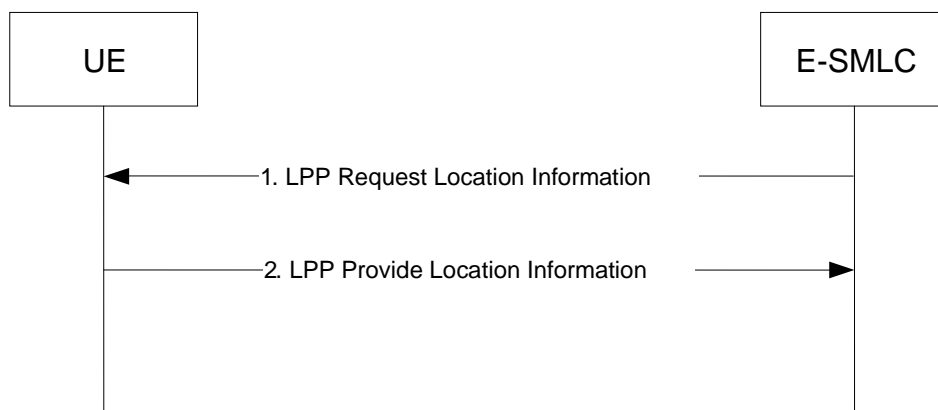 UE
E-SMLC
1. LPP Request Location Information
2. LPP Provide Location Information